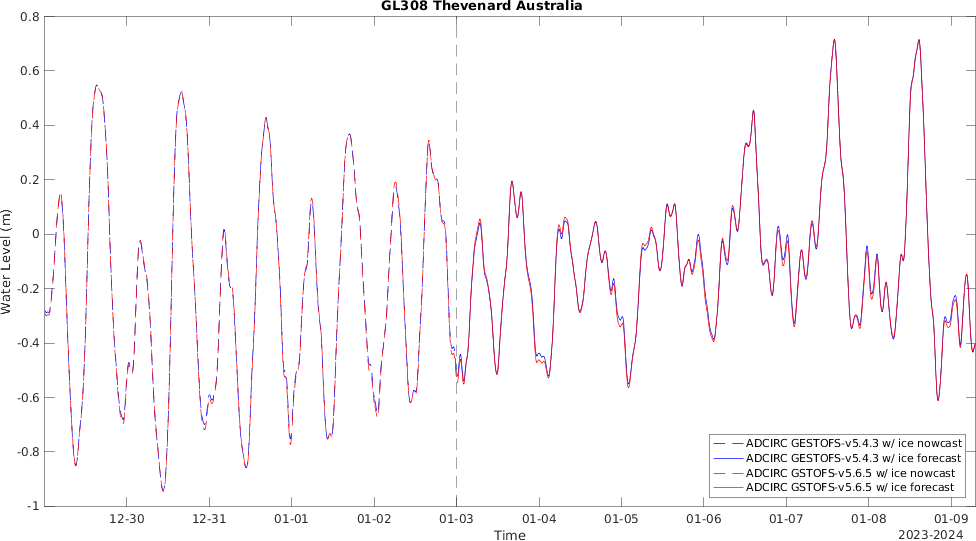 GL308 Thevenard Australia
0.8
0.6
0.4
0.2
0
-0.2
-0.4
-0.6
-0.8
-1
Water Level (m)
ADCIRC GESTOFS-v5.4.3 w/ ice nowcast
ADCIRC GESTOFS-v5.4.3 w/ ice forecast
ADCIRC GSTOFS-v5.6.5 w/ ice nowcast
ADCIRC GSTOFS-v5.6.5 w/ ice forecast
12-30 12-31 01-01 01-02 01-03 01-04 01-05 01-06 01-07 01-08 01-09
Time
2023-2024